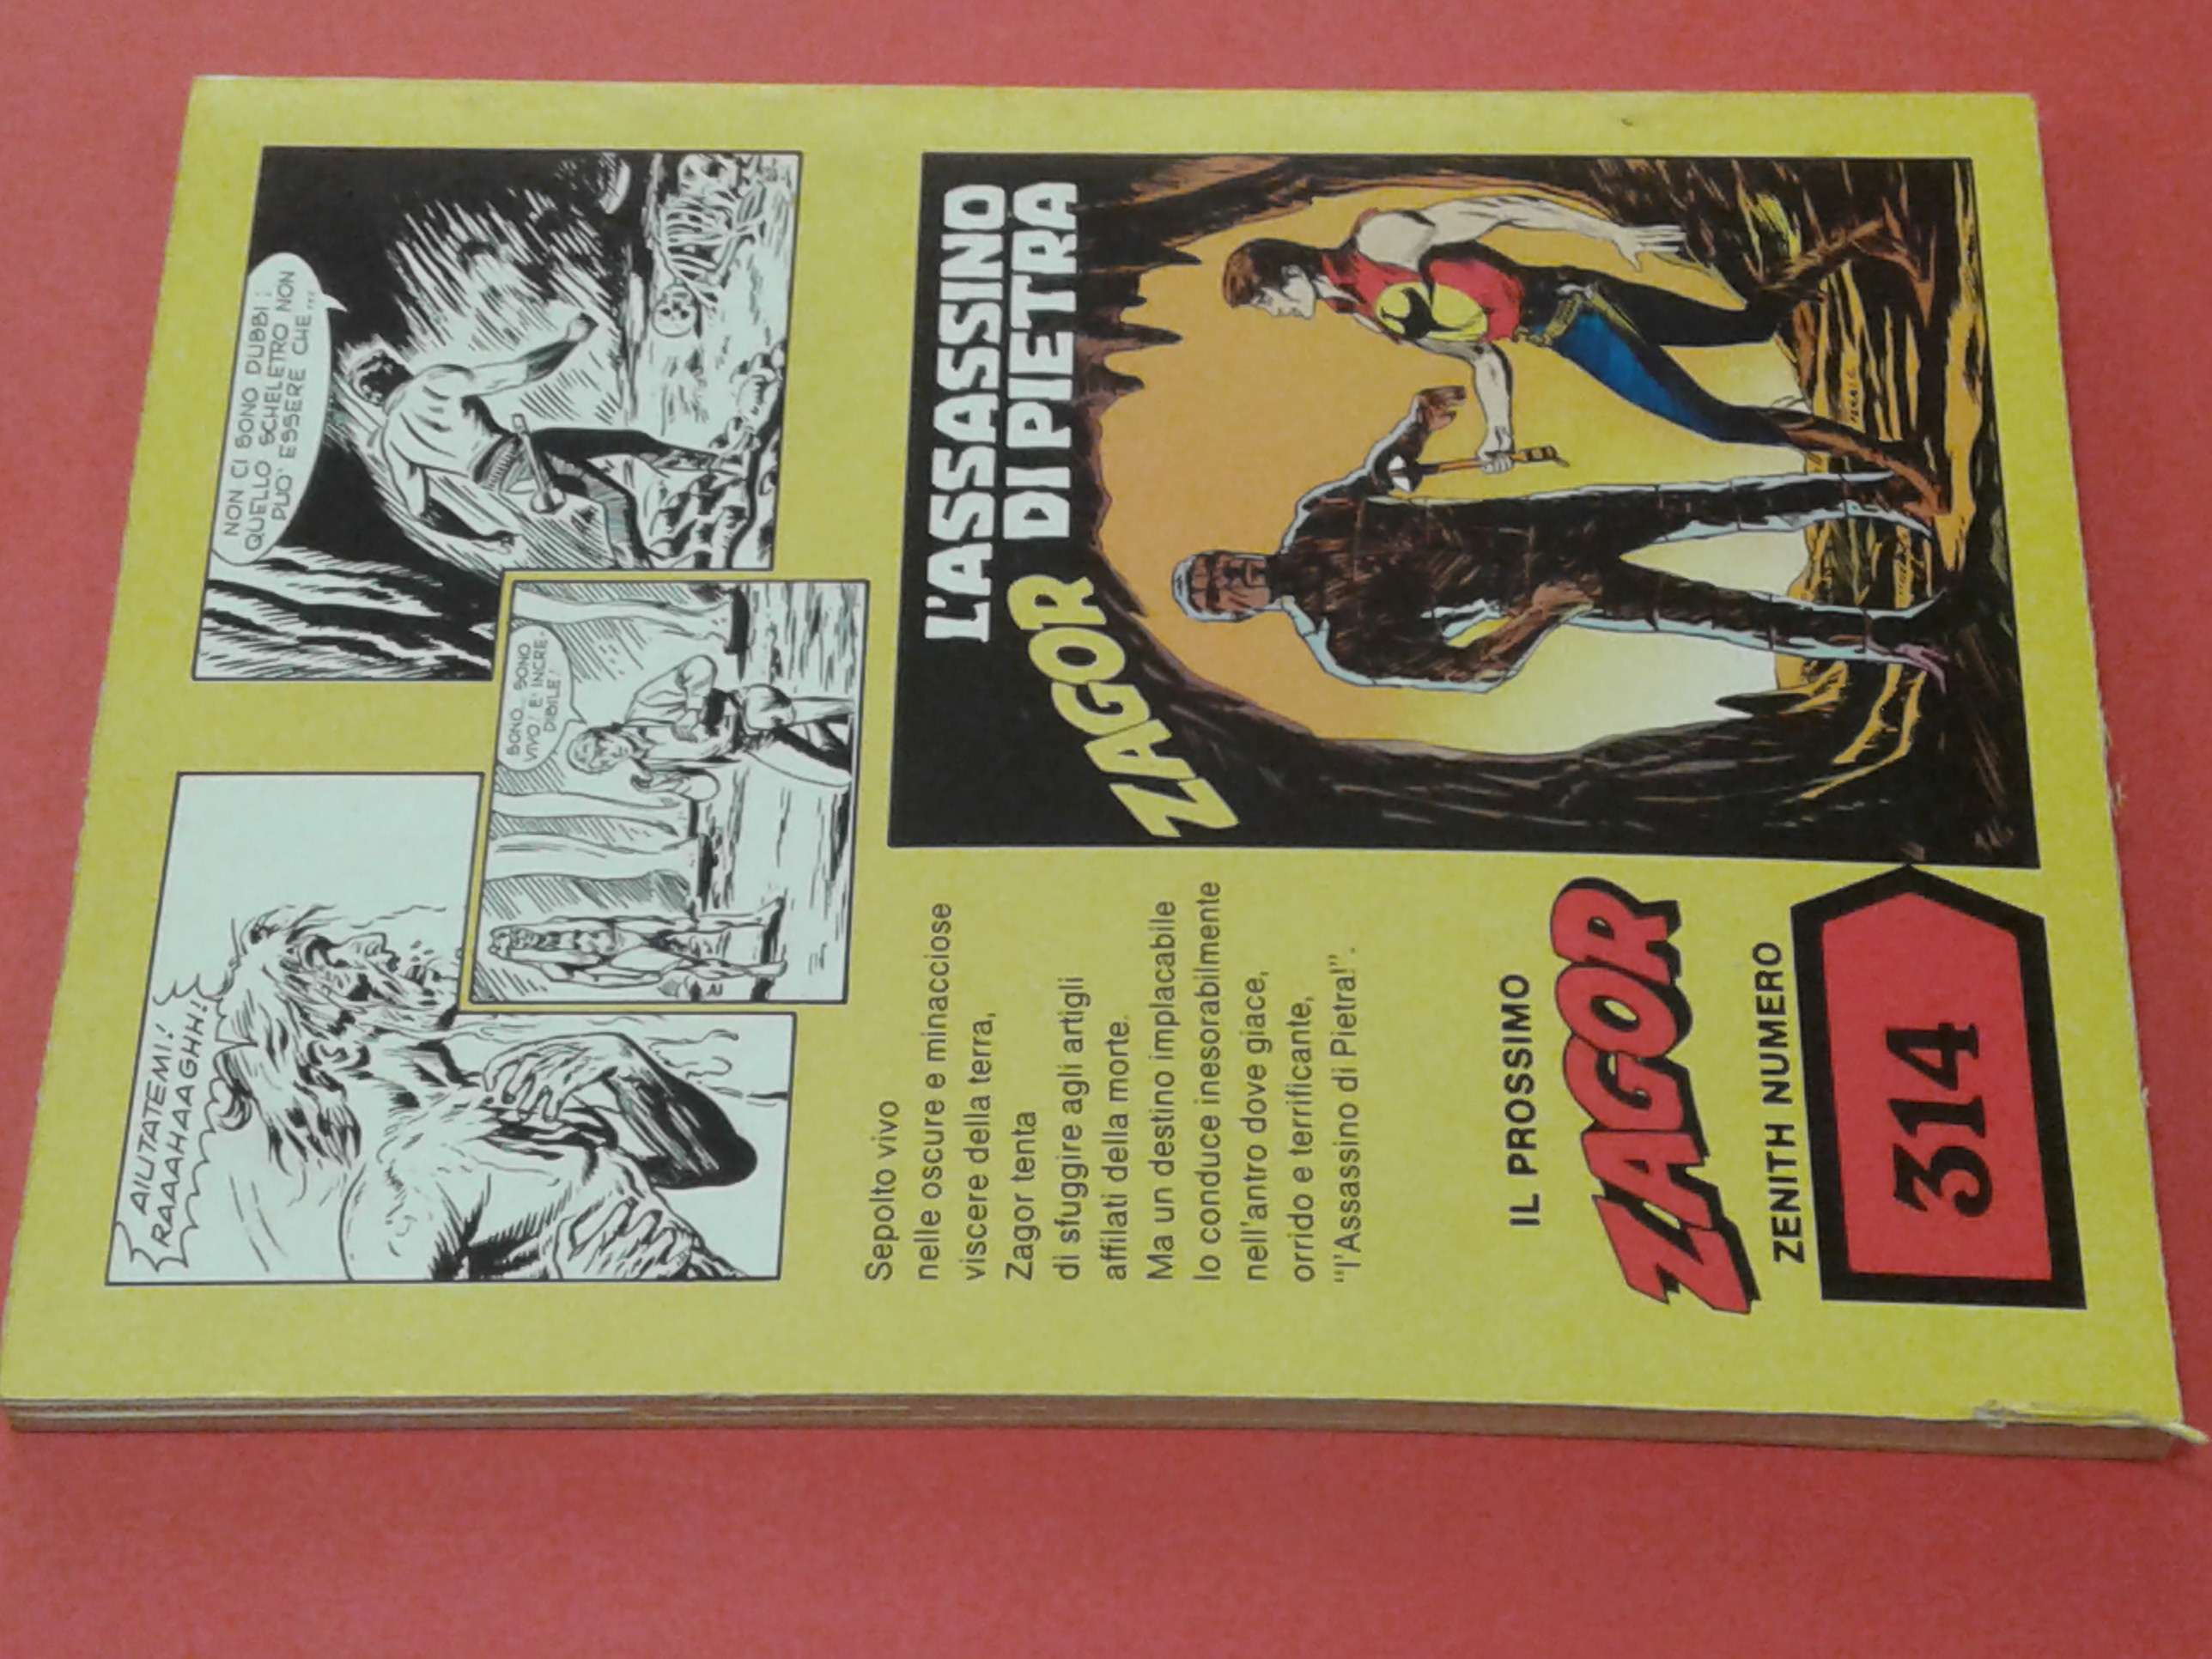 AIUTATEMI!
RAAAHAAGHH!
NON CI SONO DUBBI:
QUELLO SCHELETRO NON
PUO' ESSERE CHE...
SONO... SONO
VIVO! E' INCRE-
DIBILE!
Sepolto vivo
nelle oscure e minacciose
viscere della terra,
Zagor tenta
di sfuggire agli artigli
affilati della morte.
Ma un destino implacabile
lo conduce inesorabilmente
nell'antro dove giace,
orrido e terrificante,
"l'Assassino di Pietra!".
L'ASSASSINO
DI PIETRA
ZAGOR
IL PROSSIMO
ZAGOR
ZENITH NUMERO
314